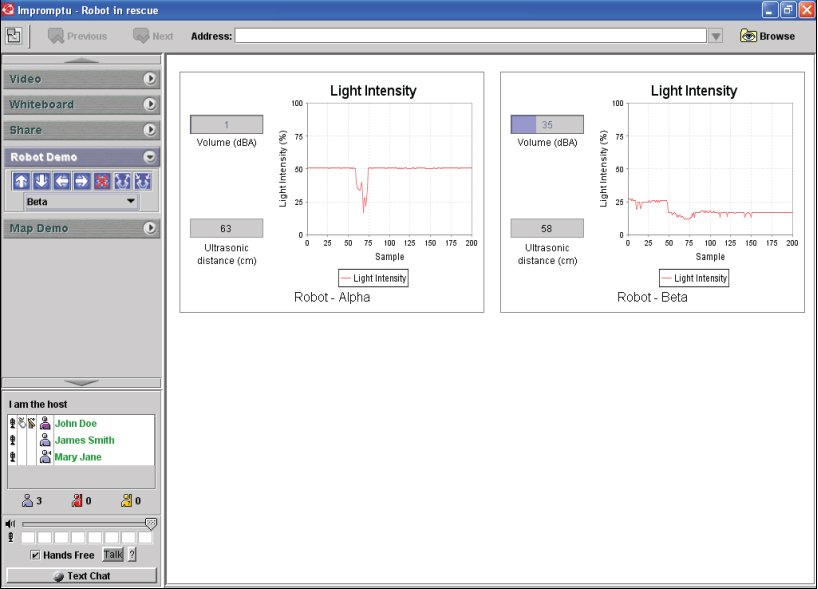 Impromptu - Robot in rescue
Previous
Next
Address:
Browse
Video
Whiteboard
Share
Robot Demo
Beta
Map Demo
I am the host
John Doe
James Smith
Mary Jane
3 0 0
Hands Free Talk ?
Text Chat
Light Intensity
1
Volume (dBA)
63
Ultrasonic
distance (cm)
Light Intensity (%)
100
75
50
25
0
0 25 50 75 100 125 150 175 200
Sample
Light Intensity
Robot - Alpha
Light Intensity
35
Volume (dBA)
58
Ultrasonic
distance (cm)
Light Intensity (%)
100
75
50
25
0
0 25 50 75 100 125 150 175 200
Sample
Light Intensity
Robot - Beta